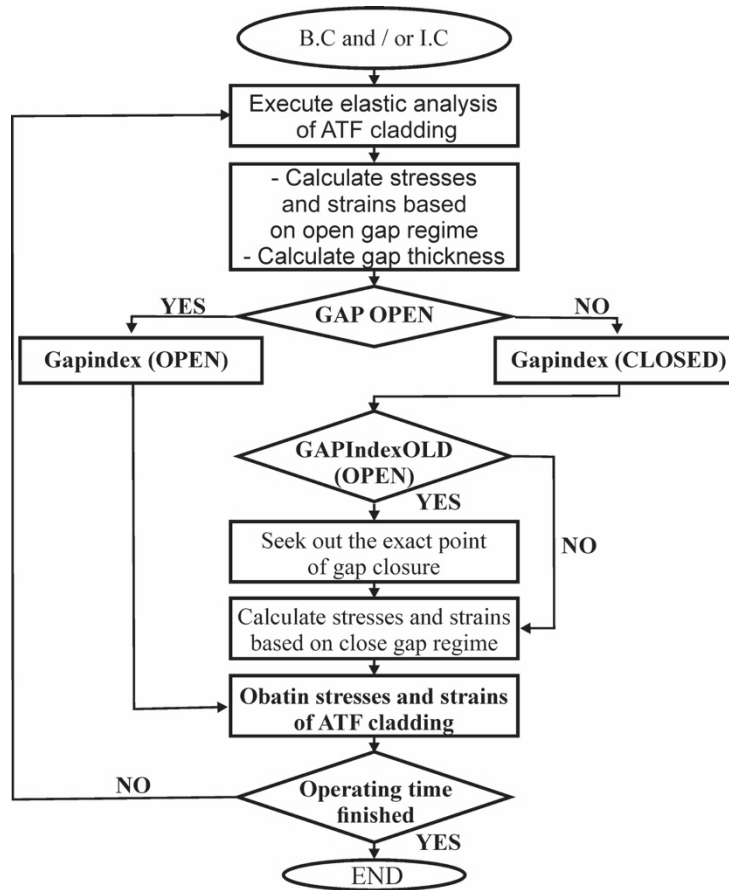 B.C and / or I.C
Execute elastic analysis
of ATF cladding
- Calculate stresses
and strains based
on open gap regime
- Calculate gap thickness
YES
GAP OPEN
NO
Gapindex (OPEN)
Gapindex (CLOSED)
GAPIndexOLD
(OPEN)
YES
NO
Seek out the exact point
of gap closure
Calculate stresses and strains
based on close gap regime
Obatin stresses and strains
of ATF cladding
NO
Operating time
finished
YES
END